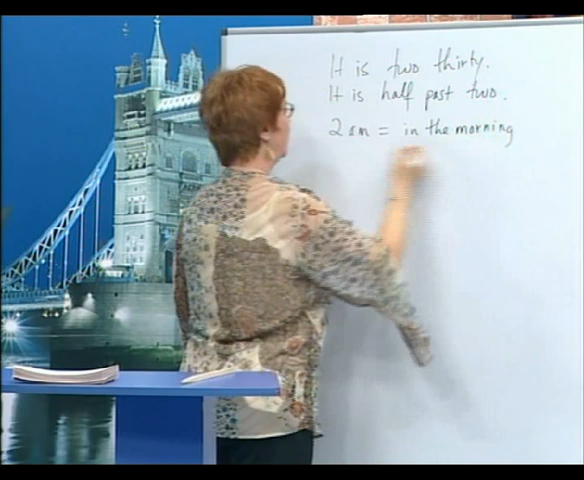 It is two thirty.
It is half past two.
2 am = in the morning